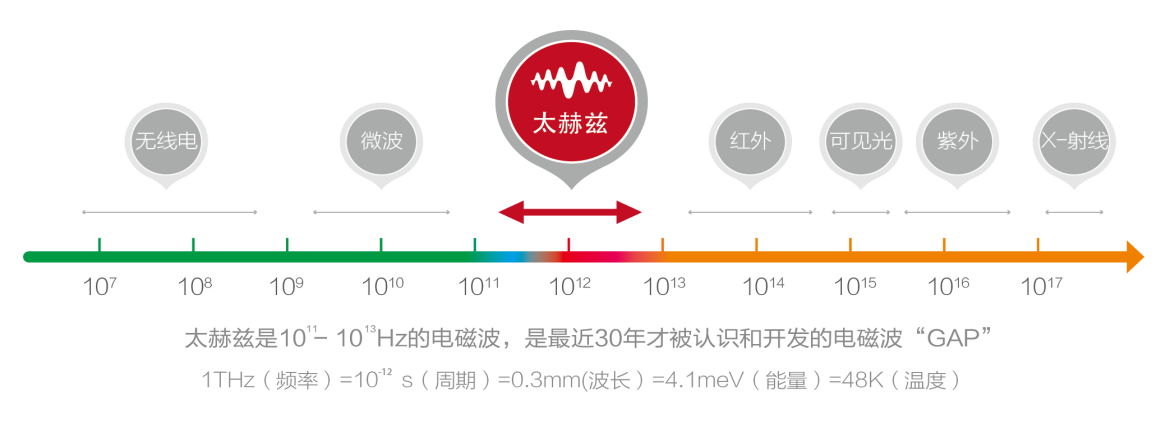 太赫兹
无线电
微波
红外
可见光
紫外
X-射线
10⁷ 10⁸ 10⁹ 10¹⁰ 10¹¹ 10¹² 10¹³ 10¹⁴ 10¹⁵ 10¹⁶ 10¹⁷
太赫兹是10¹¹– 10¹³Hz的电磁波，是最近30年才被认识和开发的电磁波“GAP”
1THz（频率）=10⁻¹² s（周期）=0.3mm(波长）=4.1meV（能量）=48K（温度）